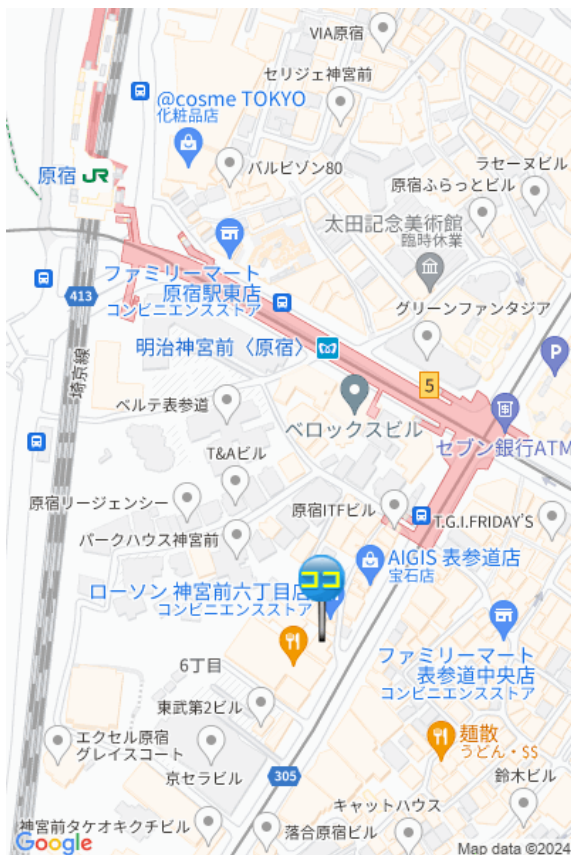 VIA原宿
セリジェ神宮前
@cosme TOKYO
化粧品店
バルビゾン80
ラセーヌビル
原宿 JR
原宿ふらっとビル
太田記念美術館
臨時休業
ファミリーマート
原宿駅東店
コンビニエンスストア
413
グリーンファンタジア
明治神宮前〈原宿〉
P
埼京線
5
ベルテ表参道
ベロックスビル
セブン銀行ATM
T&Aビル
原宿リージェンシー
原宿ITFビル
T.G.I.FRIDAY'S
パークハウス神宮前
AIGIS 表参道店
宝石店
ココ
ローソン 神宮前六丁目店
コンビニエンスストア
6丁目
ファミリーマート
表参道中央店
コンビニエンスストア
東武第2ビル
エクセル原宿
グレイスコート
麺散
うどん・$$
京セラビル
305
鈴木ビル
キャットハウス
神宮前タケオキクチビル
落合原宿ビル
Google
Map data ©2024